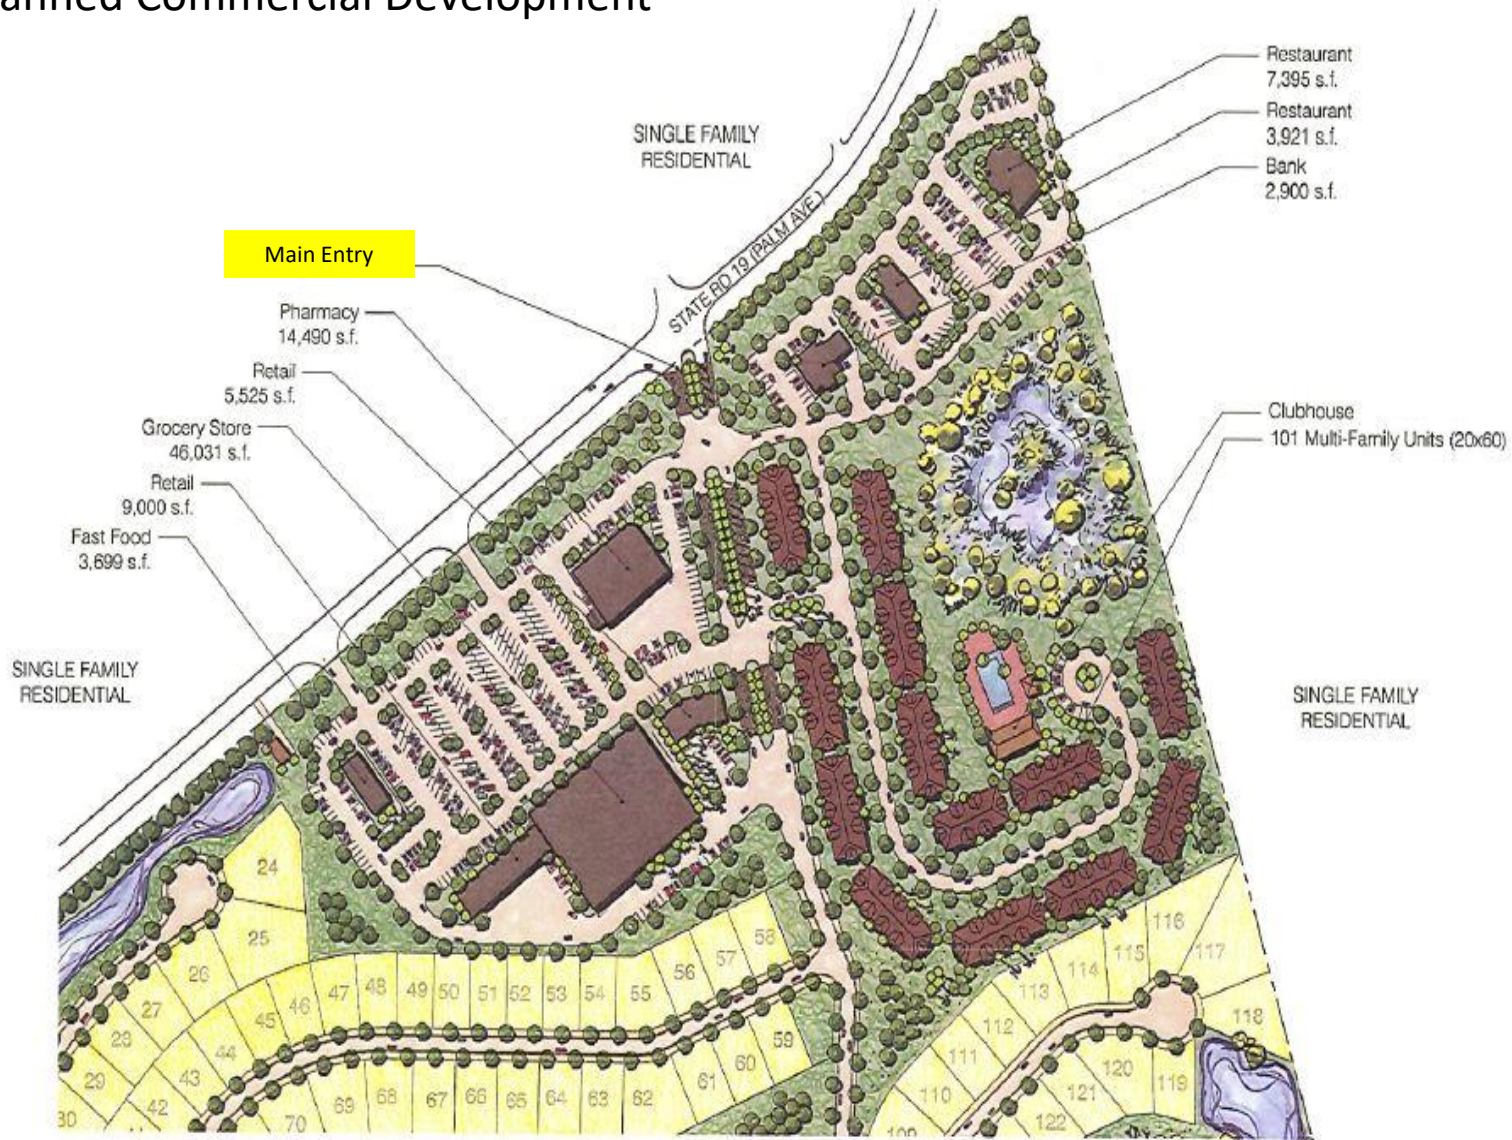 anned Commercial Development
SINGLE FAMILY
RESIDENTIAL
STATE RD 19 (PALM AVE.)
Restaurant
7,395 s.f.
Restaurant
3,921 s.f.
Bank
2,900 s.f.
Main Entry
Pharmacy
14,490 s.f.
Retail
5,525 s.f.
Grocery Store
46,031 s.f.
Retail
9,000 s.f.
Fast Food
3,699 s.f.
Clubhouse
101 Multi-Family Units (20x60)
SINGLE FAMILY
RESIDENTIAL
SINGLE FAMILY
RESIDENTIAL
24
25
26
27
28
29
30
42
43
44
45
46
47
48
49
50
51
52
53
54
55
56
57
58
59
60
61
62
63
64
65
66
67
68
69
70
109
110
111
112
113
114
115
116
117
118
119
120
121
122